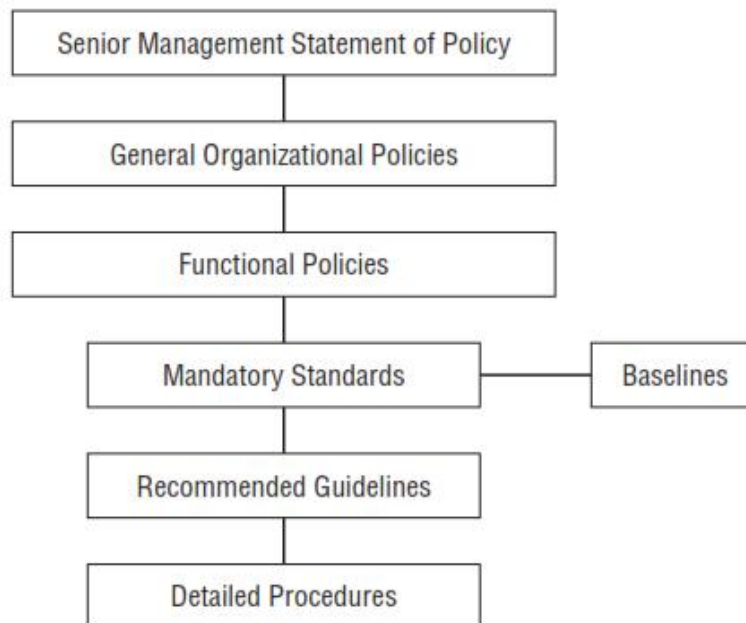 Senior Management Statement of Policy
General Organizational Policies
Functional Policies
Mandatory Standards
Baselines
Recommended Guidelines
Detailed Procedures